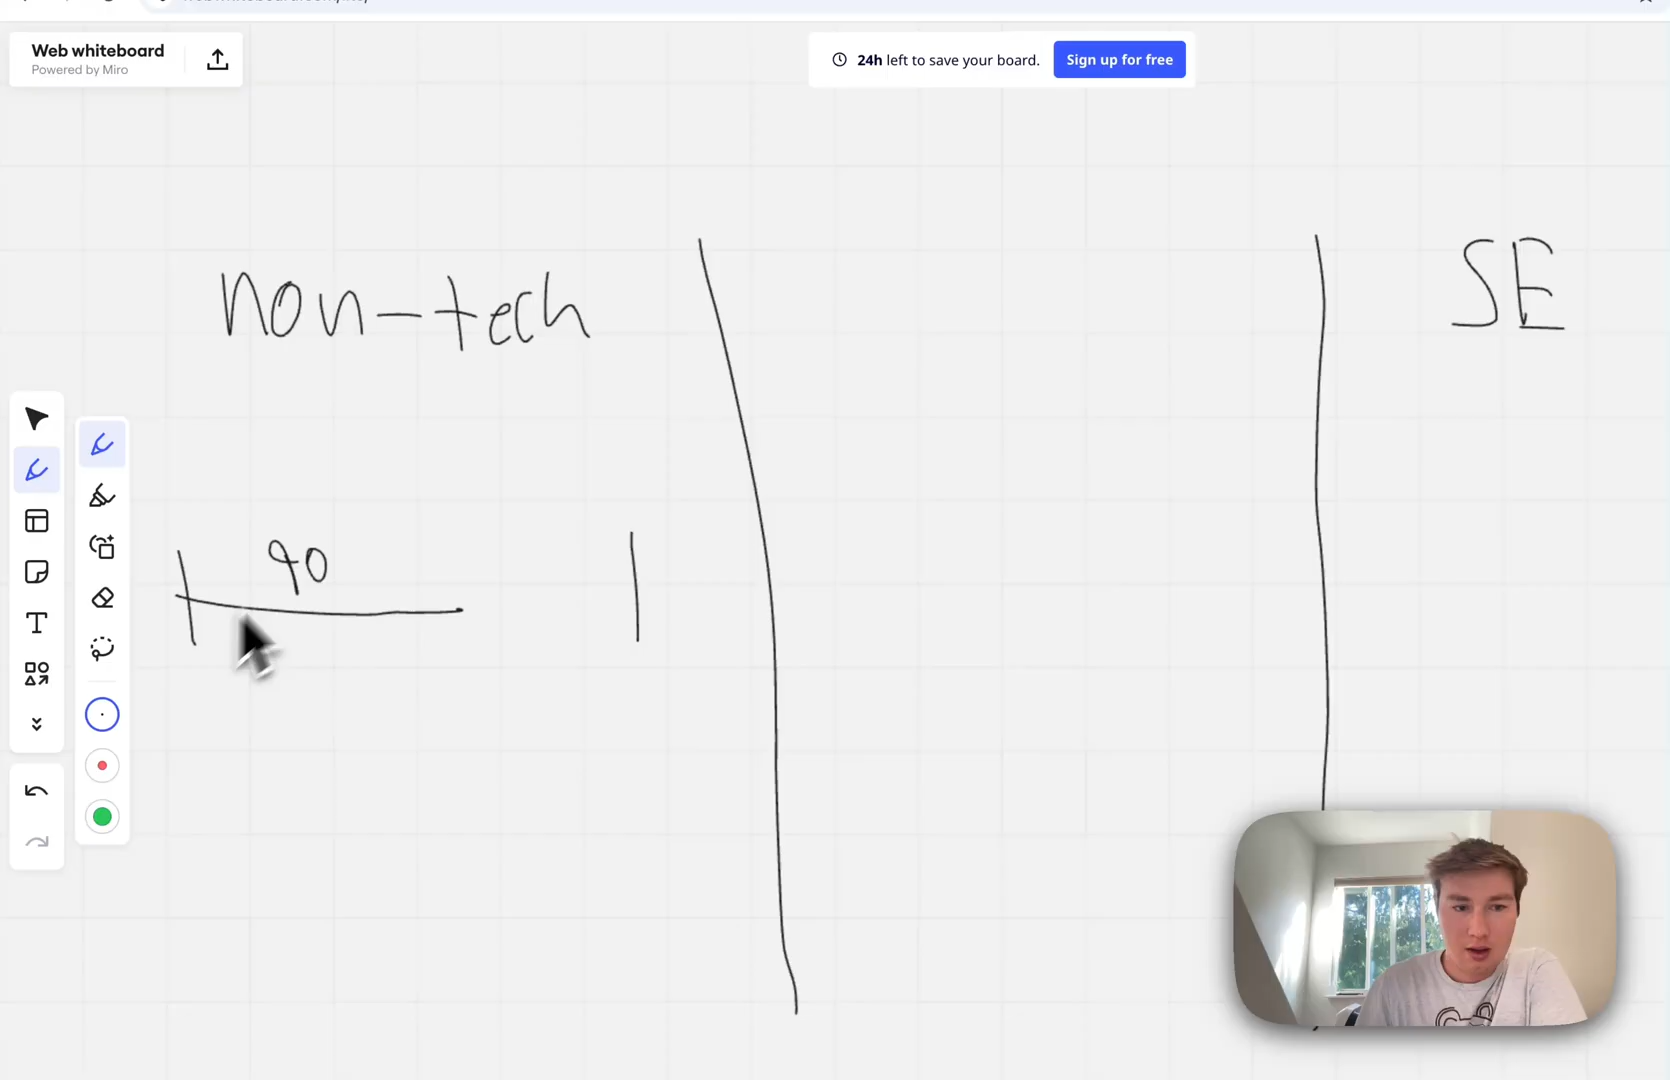 Web whiteboard
Powered by Miro
24h left to save your board.
Sign up for free
non-tech
SE
90
T